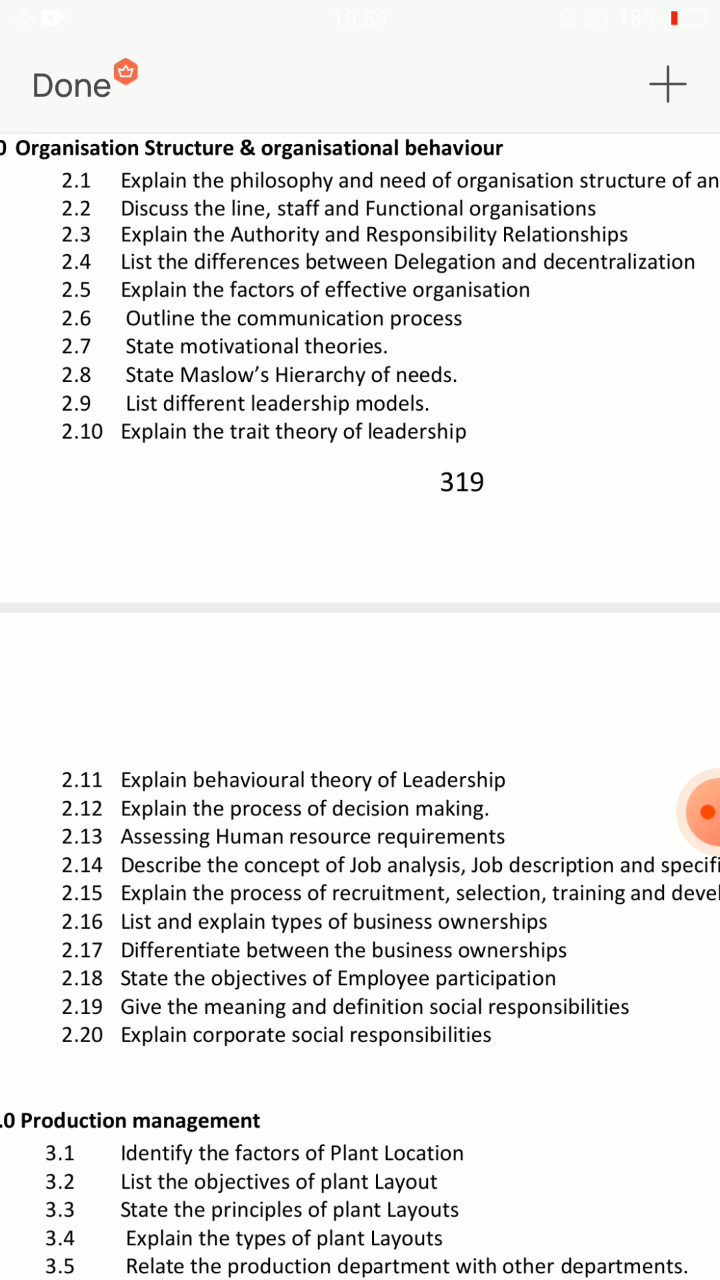 19:59
16%
Done
0 Organisation Structure & organisational behaviour
2.1 Explain the philosophy and need of organisation structure of an
2.2 Discuss the line, staff and Functional organisations
2.3 Explain the Authority and Responsibility Relationships
2.4 List the differences between Delegation and decentralization
2.5 Explain the factors of effective organisation
2.6 Outline the communication process
2.7 State motivational theories.
2.8 State Maslow’s Hierarchy of needs.
2.9 List different leadership models.
2.10 Explain the trait theory of leadership
319
2.11 Explain behavioural theory of Leadership
2.12 Explain the process of decision making.
2.13 Assessing Human resource requirements
2.14 Describe the concept of Job analysis, Job description and specifi
2.15 Explain the process of recruitment, selection, training and devel
2.16 List and explain types of business ownerships
2.17 Differentiate between the business ownerships
2.18 State the objectives of Employee participation
2.19 Give the meaning and definition social responsibilities
2.20 Explain corporate social responsibilities
.0 Production management
3.1 Identify the factors of Plant Location
3.2 List the objectives of plant Layout
3.3 State the principles of plant Layouts
3.4 Explain the types of plant Layouts
3.5 Relate the production department with other departments.